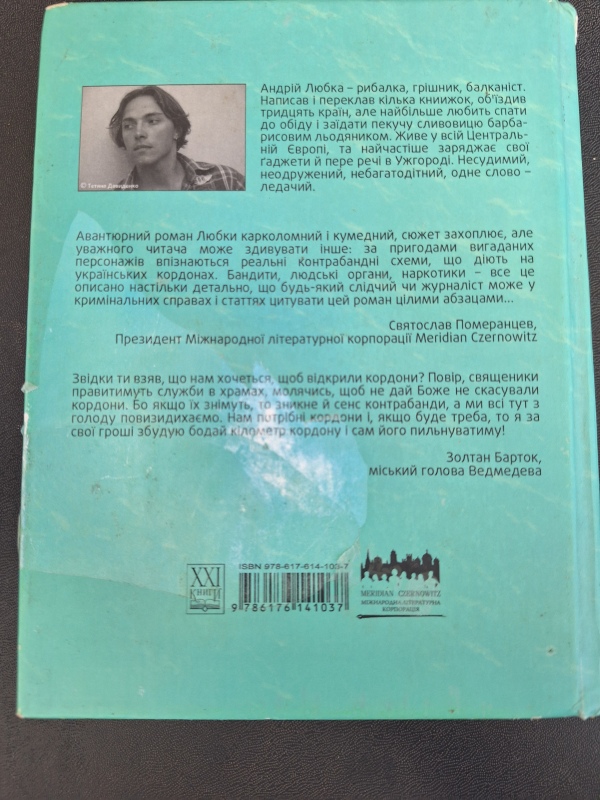 Андрій Любка – рибалка, грішник, балканіст.
Написав і переклав кілька книжок, об'їздив
тридцять країн, але найбільше любить спати
до обіду і заїдати пекучу сливовицю барба-
рисовим льодяником. Живе у всій Централь-
ній Європі, та найчастіше заряджає свої
ґаджети й пере речі в Ужгороді. Несудимий,
неодружений, небагатодітний, одне слово –
ледачий.
© Тетяна Давиденко
Авантюрний роман Любки карколомний і кумедний, сюжет захоплює, але
уважного читача може здивувати інше: за пригодами вигаданих
персонажів впізнаються реальні контрабандні схеми, що діють на
українських кордонах. Бандити, людські органи, наркотики – все це
описано настільки детально, що будь-який слідчий чи журналіст може у
кримінальних справах і статтях цитувати цей роман цілими абзацами...
Святослав Померанцев,
Президент Міжнародної літературної корпорації Meridian Czernowitz
Звідки ти взяв, що нам хочеться, щоб відкрили кордони? Повір, священики
правитимуть служби в храмах, молячись, щоб не дай Боже не скасували
кордони. Бо якщо їх знімуть, то зникне й сенс контрабанди, а ми всі тут з
голоду повиздихаємо. Нам потрібні кордони і, якщо буде треба, то я за
свої гроші збудую бодай кілометр кордону і сам його пильнуватиму!
Золтан Барток,
міський голова Ведмедева
XXI
КНИГИ
ISBN 978-617-614-103-7
9 786176 141037
MERIDIAN CZERNOWITZ
МІЖНАРОДНА ЛІТЕРАТУРНА
КОРПОРАЦІЯ